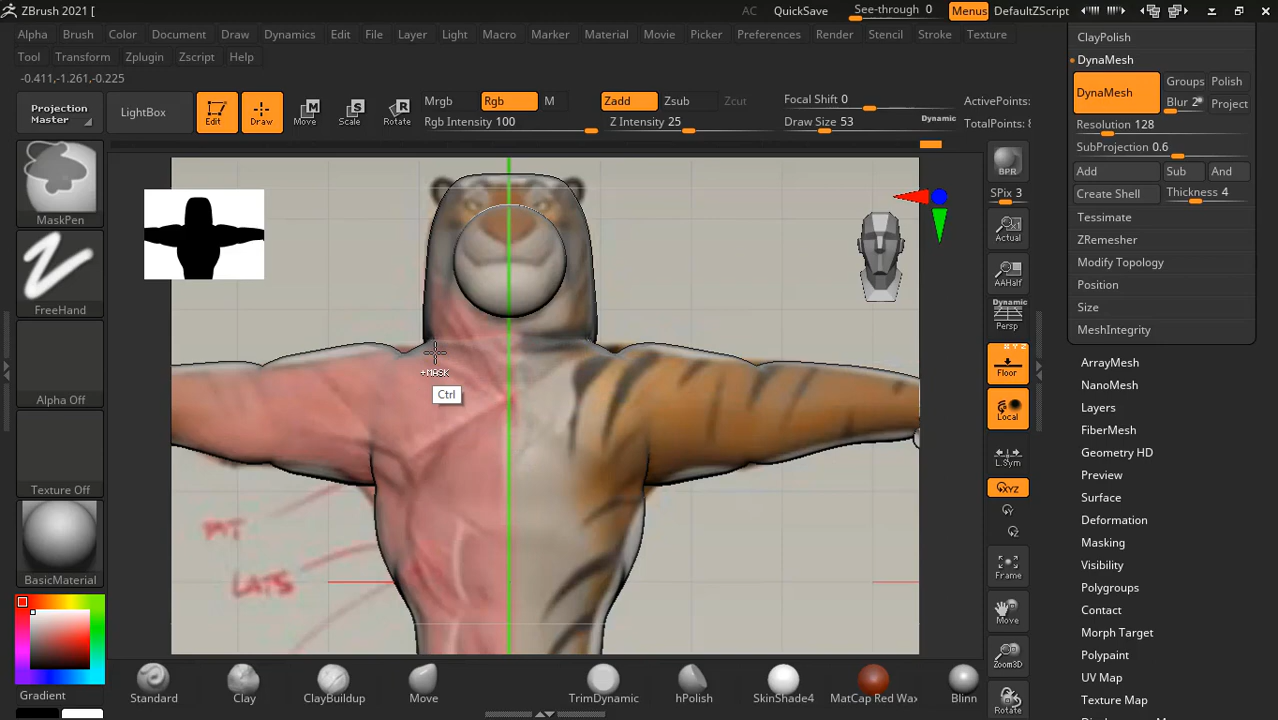 ZBrush 2021 [
AC QuickSave See-through 0 Menus DefaultZScript
Alpha Brush Color Document Draw Dynamics Edit File Layer Light Macro Marker Material Movie Picker Preferences Render Stencil Stroke Texture
Tool Transform Zplugin Zscript Help
-0.411,-1.261,-0.225
Projection Master
LightBox
Edit
Draw
Move
Scale
Rotate
Mrgb Rgb M
Rgb Intensity 100
Zadd Zsub Zcut
Z Intensity 25
Focal Shift 0
Draw Size 53 Dynamic
ActivePoints:
TotalPoints: 8
MaskPen
FreeHand
Alpha Off
Texture Off
BasicMaterial
Gradient
+MASK
Ctrl
PIT
LATS
Standard
Clay
ClayBuildup
Move
TrimDynamic
hPolish
SkinShade4
MatCap Red Wax
Blinn
BPR
SPix 3
Actual
AAHalf
Dynamic
Persp
X Y Z
Floor
Local
L.Sym
XYZ
Y
Z
Frame
Move
Zoom3D
Rotate
ClayPolish
DynaMesh
DynaMesh
Groups Polish
Blur 2 Project
Resolution 128
SubProjection 0.6
Add Sub And
Create Shell Thickness 4
Tessimate
ZRemesher
Modify Topology
Position
Size
MeshIntegrity
ArrayMesh
NanoMesh
Layers
FiberMesh
Geometry HD
Preview
Surface
Deformation
Masking
Visibility
Polygroups
Contact
Morph Target
Polypaint
UV Map
Texture Map